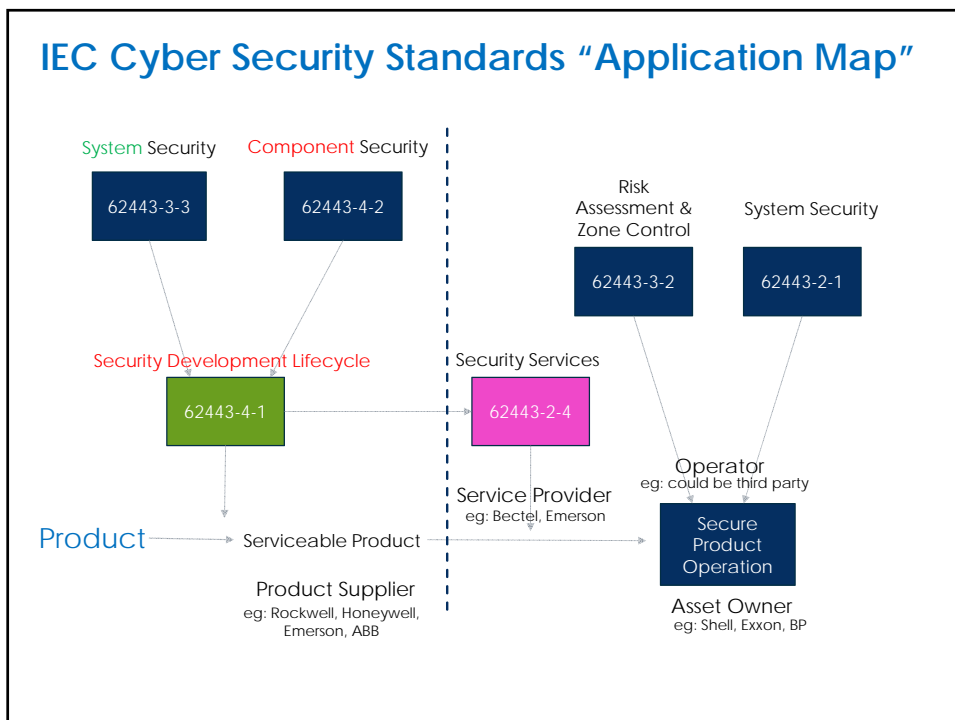 IEC Cyber Security Standards “Application Map”
System Security
Component Security
62443-3-3
62443-4-2
Risk
Assessment &
Zone Control
System Security
62443-3-2
62443-2-1
Security Development Lifecycle
62443-4-1
Security Services
62443-2-4
Operator
eg: could be third party
Service Provider
eg: Bectel, Emerson
Product
Serviceable Product
Secure
Product
Operation
Product Supplier
eg: Rockwell, Honeywell,
Emerson, ABB
Asset Owner
eg: Shell, Exxon, BP